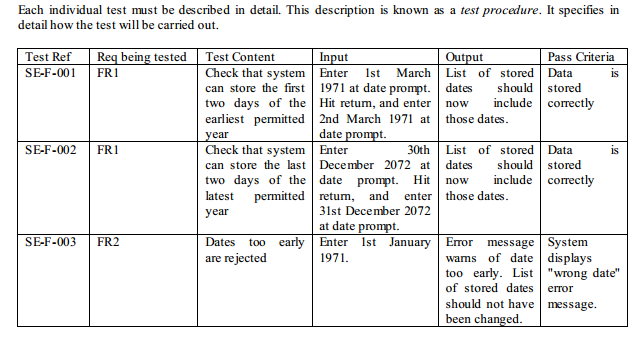 Each individual test must be described in detail. This description is known as a test procedure. It specifies in
detail how the test will be carried out.
Test Ref Req being tested Test Content Input Output Pass Criteria
SE-F-001 FR1 Check that system can store the first two days of the earliest permitted year Enter 1st March 1971 at date prompt. Hit return, and enter 2nd March 1971 at date prompt. List of stored dates should now include those dates. Data is stored correctly
SE-F-002 FR1 Check that system can store the last two days of the latest permitted year Enter 30th December 2072 at date prompt. Hit return, and enter 31st December 2072 at date prompt. List of stored dates should now include those dates. Data is stored correctly
SE-F-003 FR2 Dates too early are rejected Enter 1st January 1971. Error message warns of date too early. List of stored dates should not have been changed. System displays "wrong date" error message.